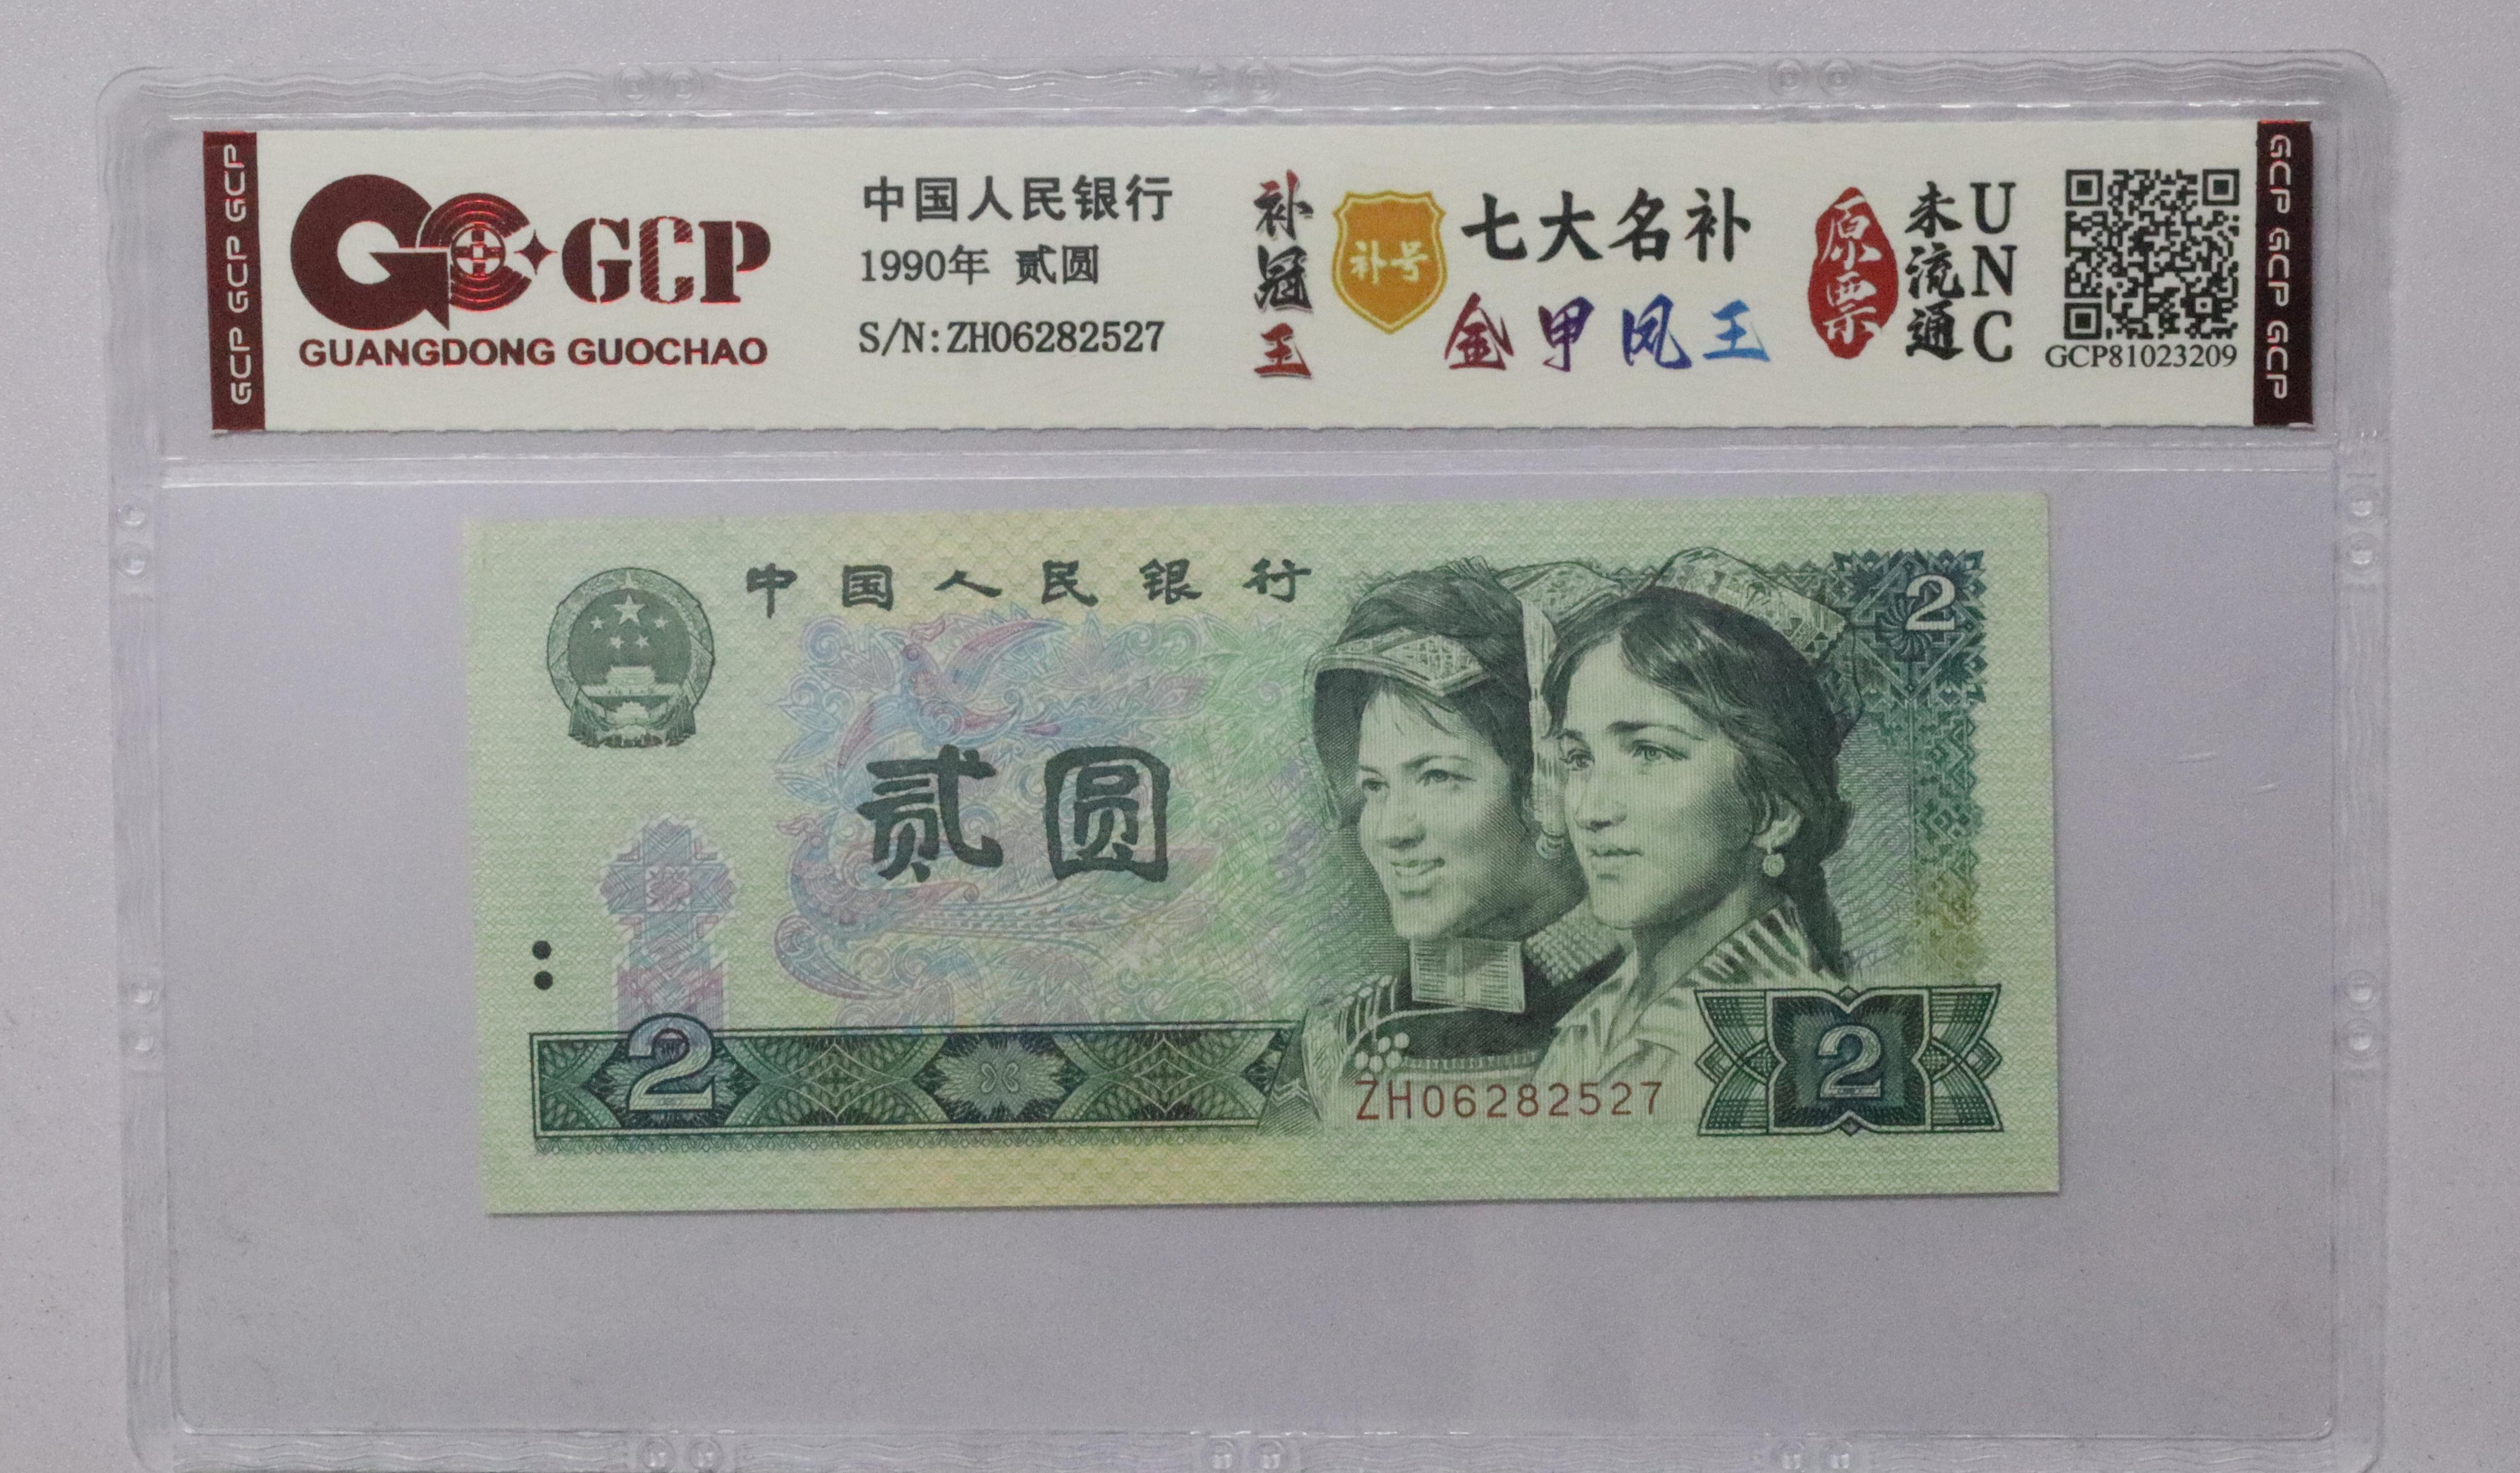 GCP GCP GCP
GCP
GUANGDONG GUOCHAO
中国人民银行
1990年 贰圆
S/N:ZH06282527
补冠王
补号
七大名补
金甲凤王
原票
未流通
UNC
GCP81023209
GCP GCP GCP
中国人民银行
2
贰圆
2
ZH06282527
2